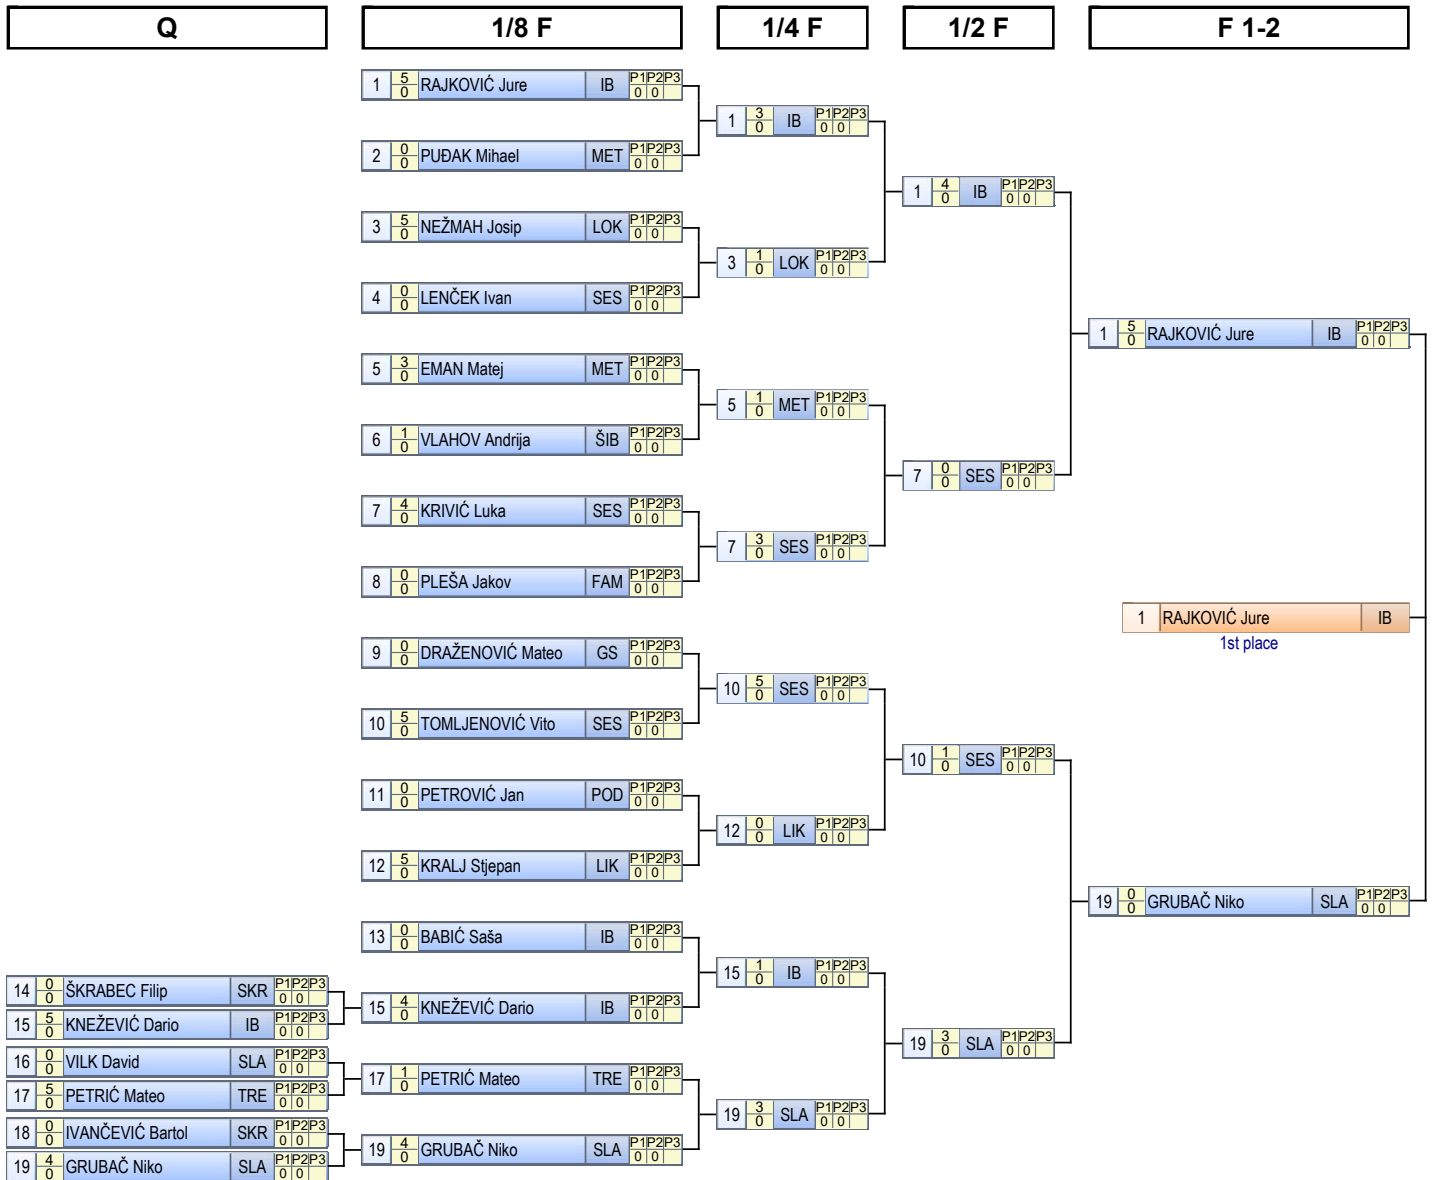 Q 1/8 F 1/4 F 1/2 F F 1-2
1 5 0 RAJKOVIĆ Jure IB P1 P2 P3 0 0
2 0 0 PUĐAK Mihael MET P1 P2 P3 0 0
3 5 0 NEŽMAH Josip LOK P1 P2 P3 0 0
4 0 0 LENČEK Ivan SES P1 P2 P3 0 0
5 3 0 EMAN Matej MET P1 P2 P3 0 0
6 1 0 VLAHOV Andrija ŠIB P1 P2 P3 0 0
7 4 0 KRIVIĆ Luka SES P1 P2 P3 0 0
8 0 0 PLEŠA Jakov FAM P1 P2 P3 0 0
9 0 0 DRAŽENOVIĆ Mateo GS P1 P2 P3 0 0
10 5 0 TOMLJENOVIĆ Vito SES P1 P2 P3 0 0
11 0 0 PETROVIĆ Jan POD P1 P2 P3 0 0
12 5 0 KRALJ Stjepan LIK P1 P2 P3 0 0
13 0 0 BABIĆ Saša IB P1 P2 P3 0 0
14 0 0 ŠKRABEC Filip SKR P1 P2 P3 0 0
15 5 0 KNEŽEVIĆ Dario IB P1 P2 P3 0 0
15 4 0 KNEŽEVIĆ Dario IB P1 P2 P3 0 0
16 0 0 VILK David SLA P1 P2 P3 0 0
17 5 0 PETRIĆ Mateo TRE P1 P2 P3 0 0
17 1 0 PETRIĆ Mateo TRE P1 P2 P3 0 0
18 0 0 IVANČEVIĆ Bartol SKR P1 P2 P3 0 0
19 4 0 GRUBAČ Niko SLA P1 P2 P3 0 0
19 4 0 GRUBAČ Niko SLA P1 P2 P3 0 0
1 3 0 IB P1 P2 P3 0 0
3 1 0 LOK P1 P2 P3 0 0
5 1 0 MET P1 P2 P3 0 0
7 3 0 SES P1 P2 P3 0 0
10 5 0 SES P1 P2 P3 0 0
12 0 0 LIK P1 P2 P3 0 0
15 1 0 IB P1 P2 P3 0 0
19 3 0 SLA P1 P2 P3 0 0
1 4 0 IB P1 P2 P3 0 0
7 0 0 SES P1 P2 P3 0 0
10 1 0 SES P1 P2 P3 0 0
19 3 0 SLA P1 P2 P3 0 0
1 5 0 RAJKOVIĆ Jure IB P1 P2 P3 0 0
19 0 0 GRUBAČ Niko SLA P1 P2 P3 0 0
1 RAJKOVIĆ Jure IB
1st place